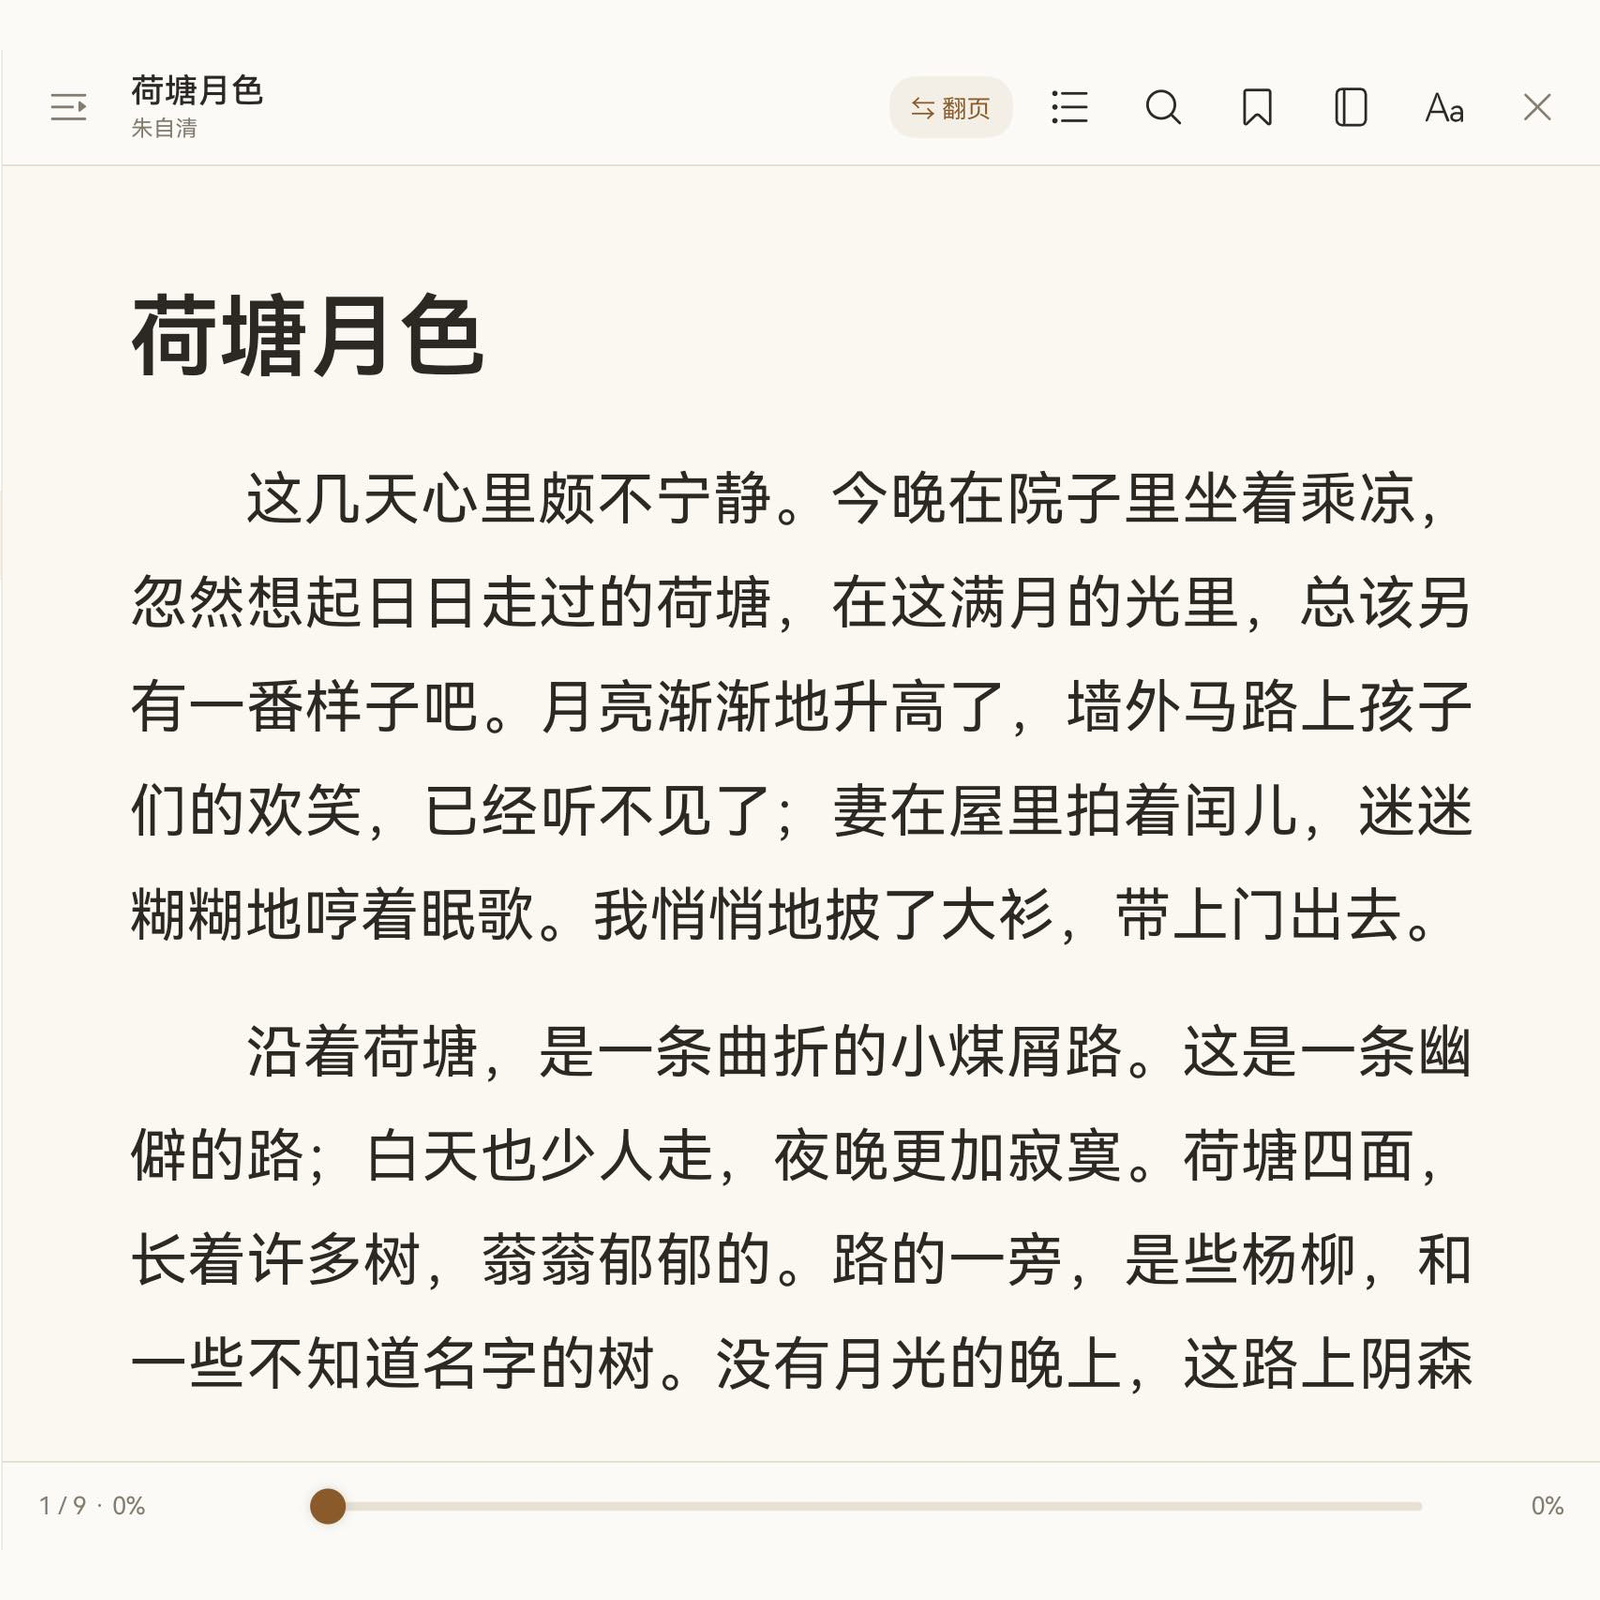 荷塘月色
朱自清
翻页
Aa
荷塘月色
这几天心里颇不宁静。今晚在院子里坐着乘凉，
忽然想起日日走过的荷塘，在这满月的光里，总该另
有一番样子吧。月亮渐渐地升高了，墙外马路上孩子
们的欢笑，已经听不见了；妻在屋里拍着闰儿，迷迷
糊糊地哼着眠歌。我悄悄地披了大衫，带上门出去。
沿着荷塘，是一条曲折的小煤屑路。这是一条幽
僻的路；白天也少人走，夜晚更加寂寞。荷塘四面，
长着许多树，蓊蓊郁郁的。路的一旁，是些杨柳，和
一些不知道名字的树。没有月光的晚上，这路上阴森
1 / 9 · 0%
0%